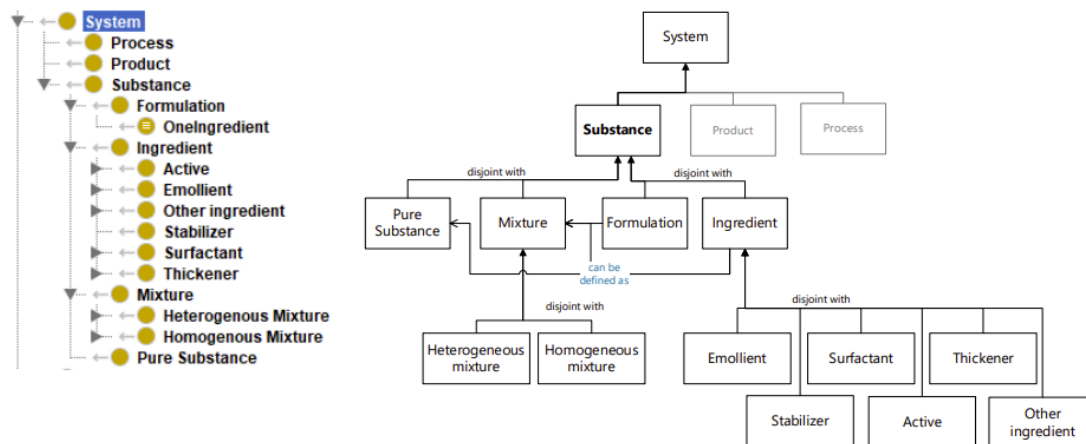 System
Process
Product
Substance
Formulation
OneIngredient
Ingredient
Active
Emollient
Other ingredient
Stabilizer
Surfactant
Thickener
Mixture
Heterogenous Mixture
Homogenous Mixture
Pure Substance
System
Substance
Product
Process
disjoint with
disjoint with
Pure
Substance
Mixture
Formulation
Ingredient
can be
defined as
disjoint with
disjoint with
Heterogeneous
mixture
Homogeneous
mixture
Emollient
Surfactant
Thickener
Stabilizer
Active
Other
ingredient